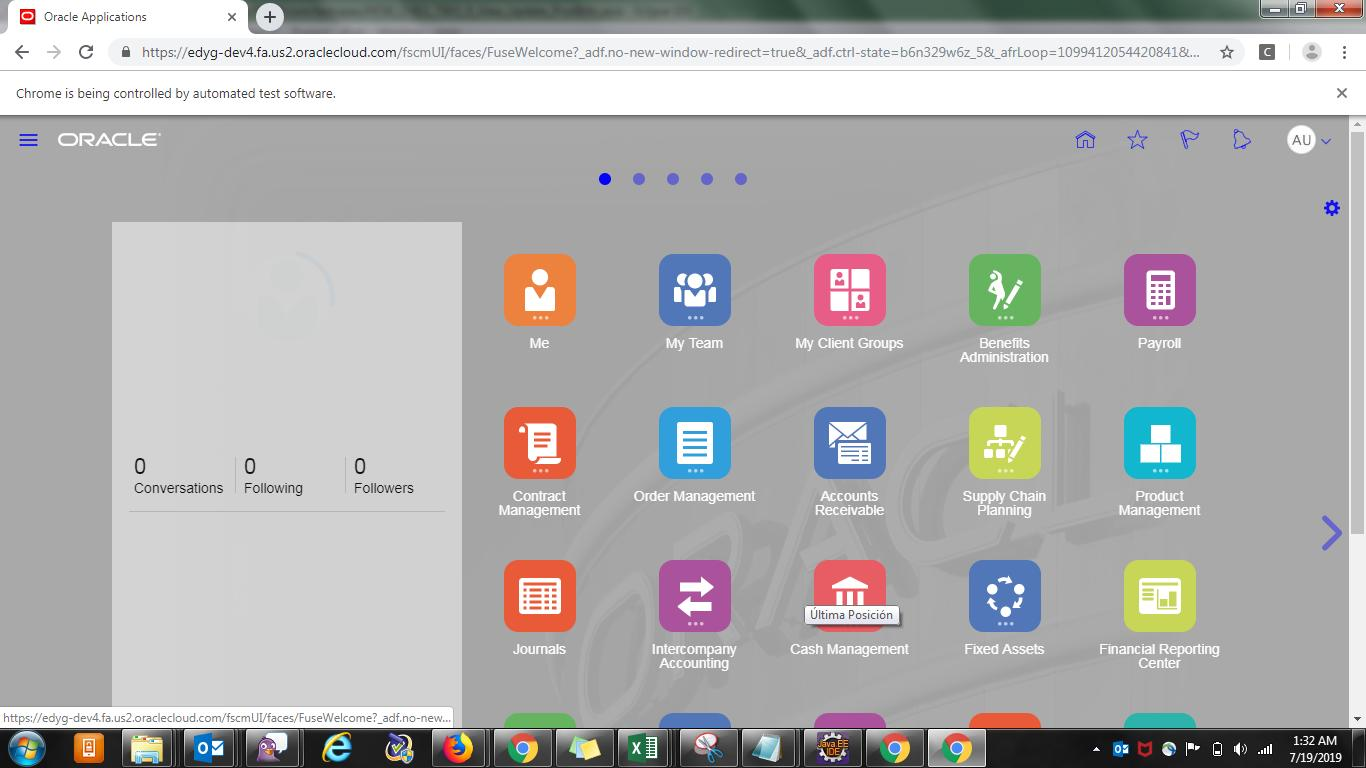 Oracle Applications
https://edyg-dev4.fa.us2.oraclecloud.com/fscmUI/faces/FuseWelcome?_adf.no-new-window-redirect=true&_adf.ctrl-state=b6n329w6z_5&_afrLoop=1099412054420841&...
C
Chrome is being controlled by automated test software.
ORACLE
AU
Me
My Team
My Client Groups
Benefits
Administration
Payroll
0
Conversations
0
Following
0
Followers
Contract
Management
Order Management
Accounts
Receivable
Supply Chain
Planning
Product
Management
Última Posición
Journals
Intercompany
Accounting
Cash Management
Fixed Assets
Financial Reporting
Center
https://edyg-dev4.fa.us2.oraclecloud.com/fscmUI/faces/FuseWelcome?_adf.no-new...
Java EE
IDE
1:32 AM
7/19/2019